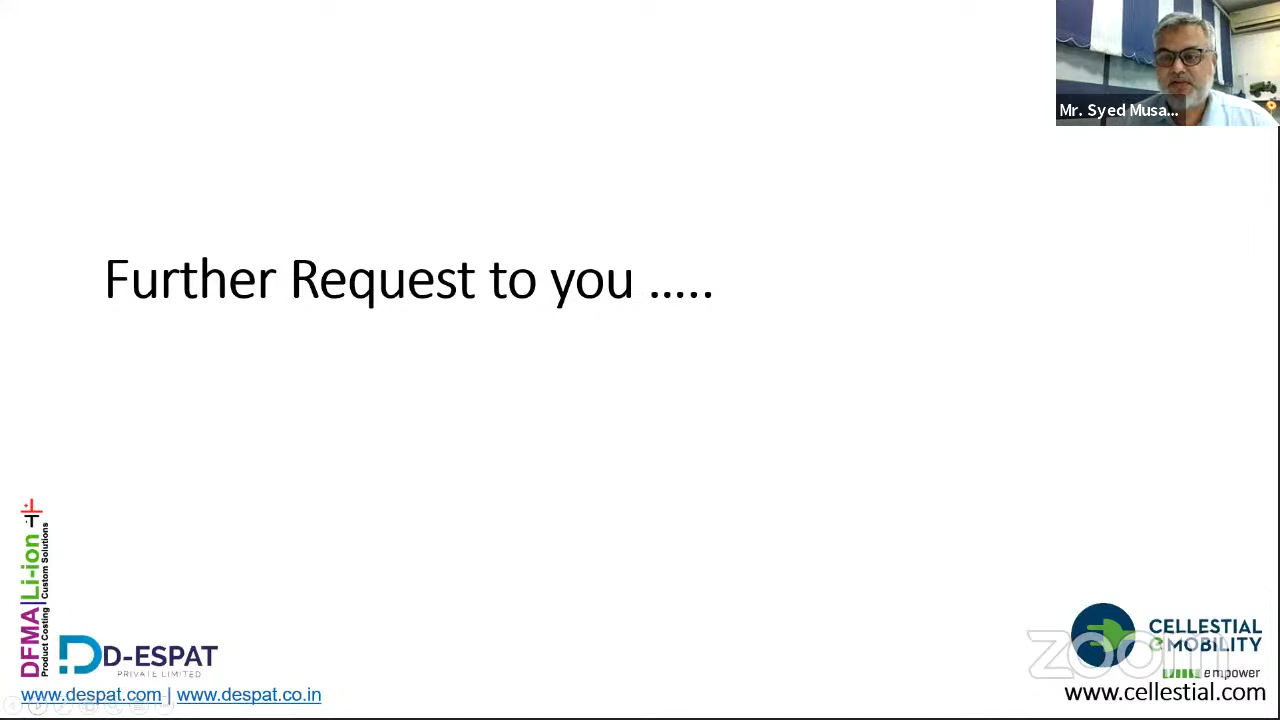 Mr. Syed Musa...
Further Request to you .....
DFMA|Li-ion
Product Costing Custom Solutions
D D-ESPAT
PRIVATE LIMITED
www.despat.com | www.despat.co.in
CELLESTIAL
e MOBILITY
zoom
empower
www.cellestial.com